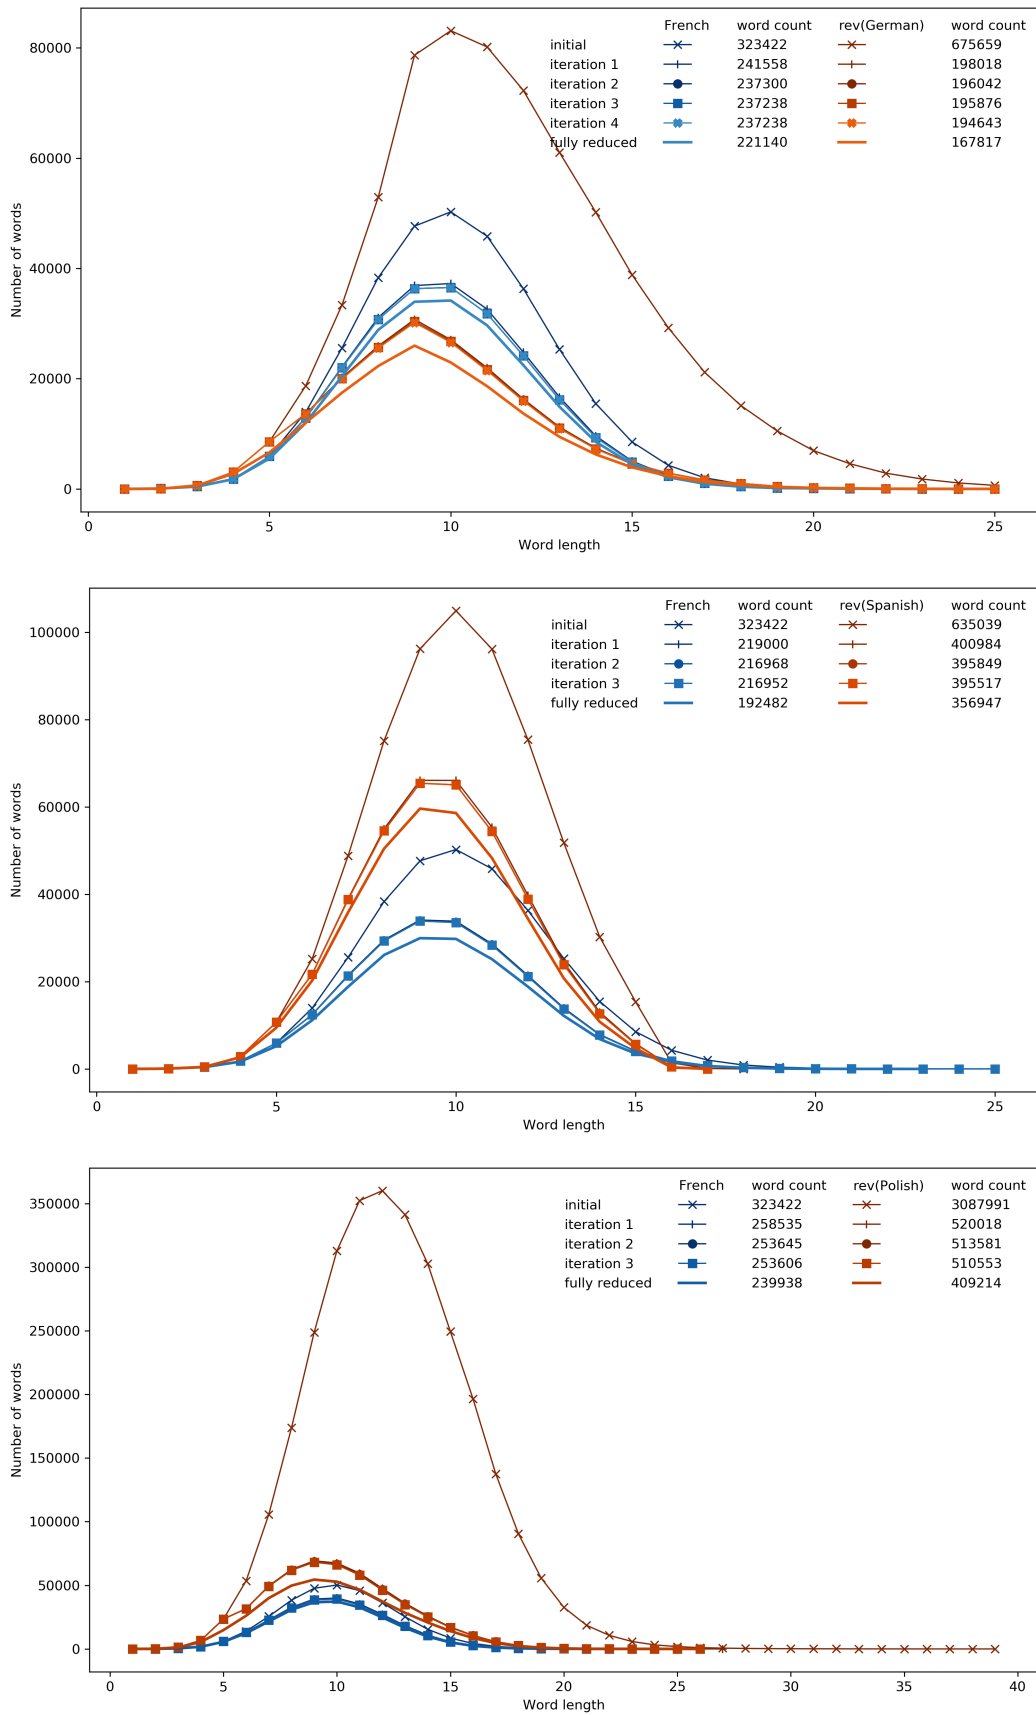 French word count rev(German) word count
initial 323422 675659
iteration 1 241558 198018
iteration 2 237300 196042
iteration 3 237238 195876
iteration 4 237238 194643
fully reduced 221140 167817
80000
60000
40000
20000
0
Number of words
0 5 10 15 20 25
Word length
French word count rev(Spanish) word count
initial 323422 635039
iteration 1 219000 400984
iteration 2 216968 395849
iteration 3 216952 395517
fully reduced 192482 356947
100000
80000
60000
40000
20000
0
Number of words
0 5 10 15 20 25
Word length
French word count rev(Polish) word count
initial 323422 3087991
iteration 1 258535 520018
iteration 2 253645 513581
iteration 3 253606 510553
fully reduced 239938 409214
350000
300000
250000
200000
150000
100000
50000
0
Number of words
0 5 10 15 20 25 30 35 40
Word length